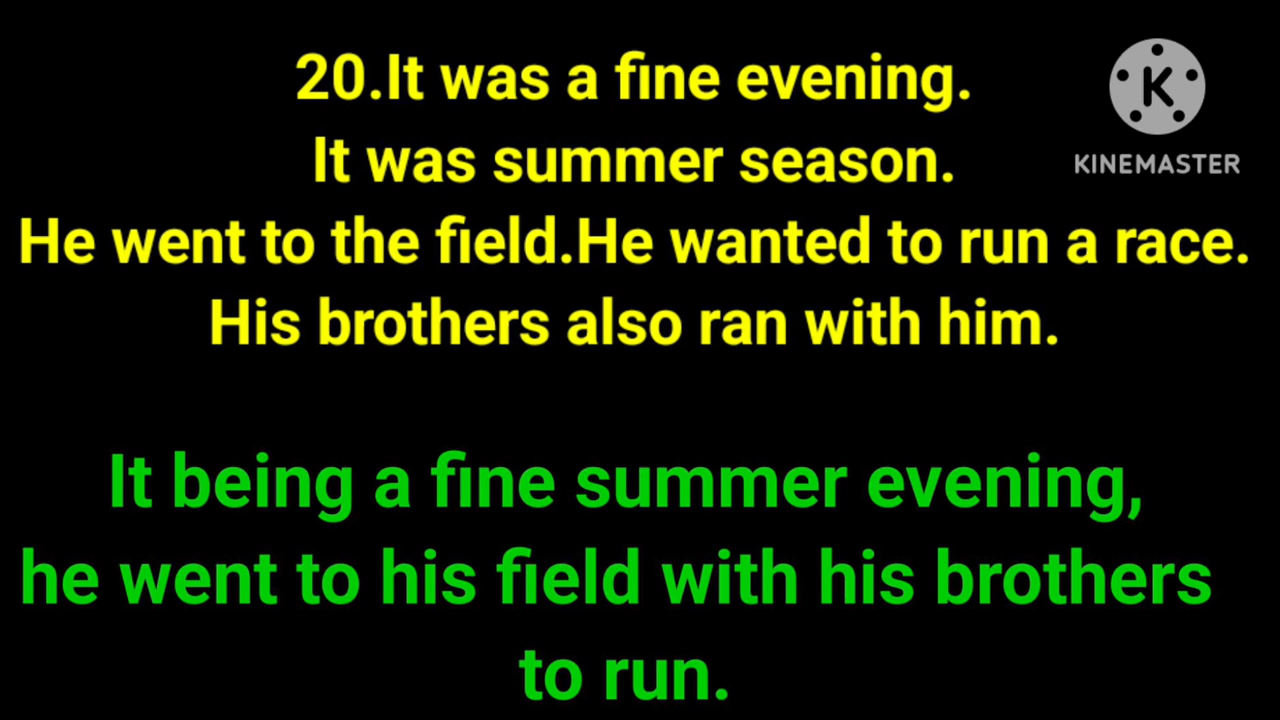 20.It was a fine evening.
It was summer season.
He went to the field.He wanted to run a race.
His brothers also ran with him.
It being a fine summer evening,
he went to his field with his brothers
to run.
K
KINEMASTER